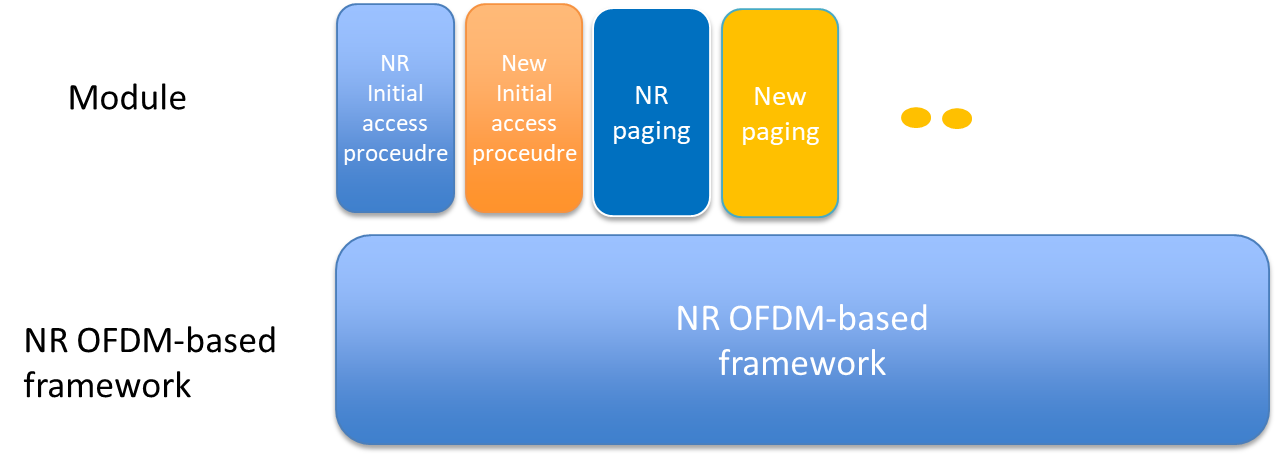 Module
NR
Initial
access
proceudre
New
Initial
access
proceudre
NR
paging
New
paging
NR OFDM-based
framework
NR OFDM-based
framework